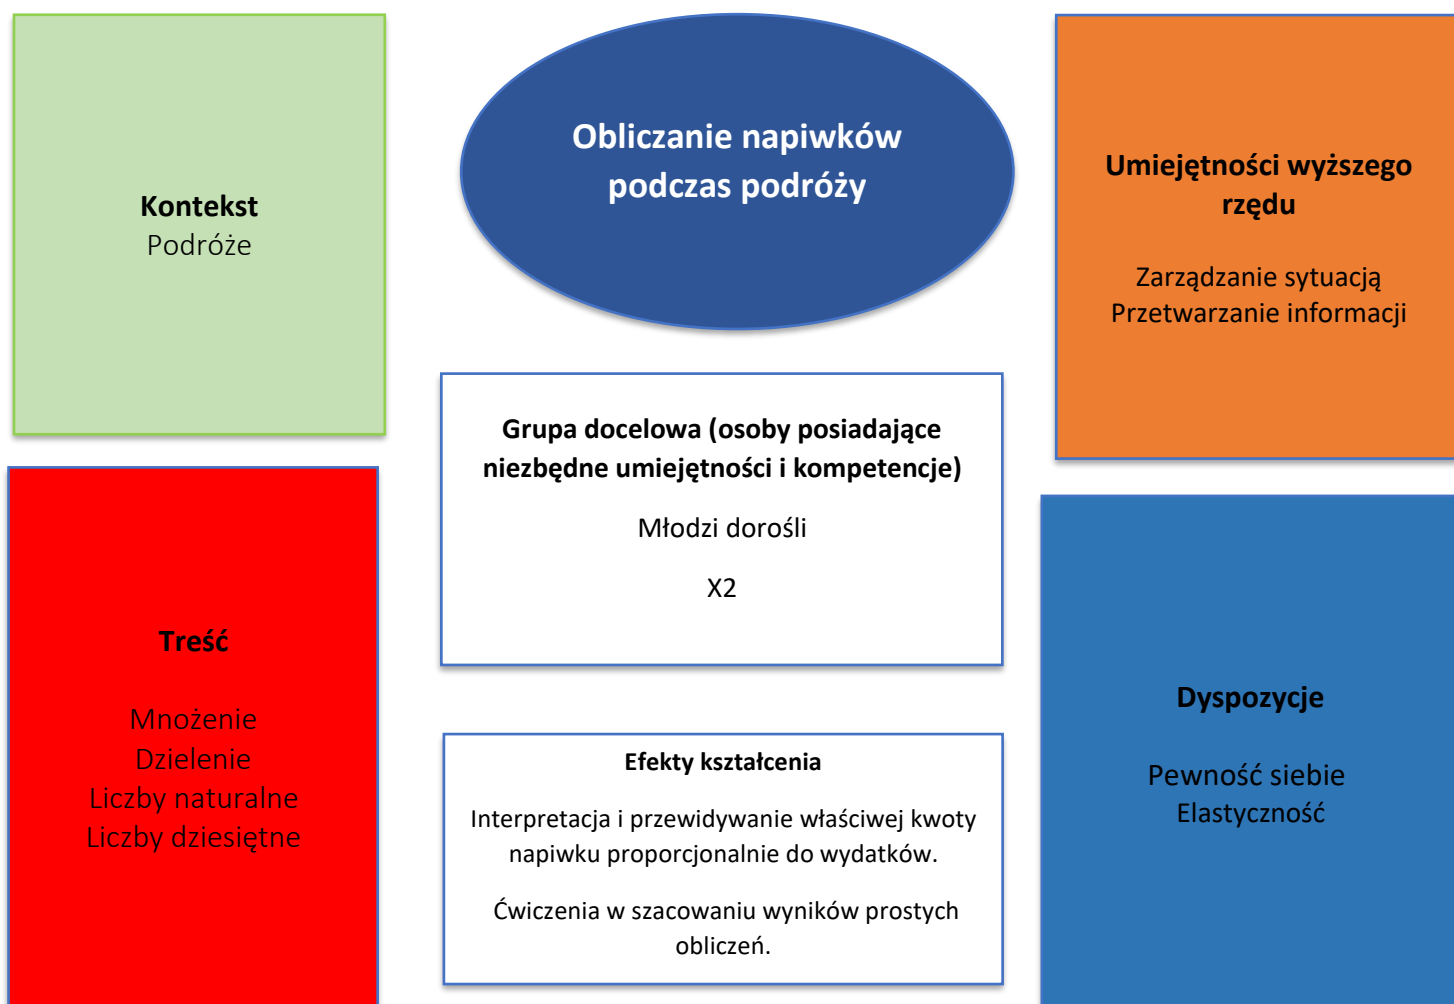 Obliczanie napiwków
podczas podróży
Kontekst
Podróże
Umiejętności wyższego
rzędu
Zarządzanie sytuacją
Przetwarzanie informacji
Grupa docelowa (osoby posiadające
niezbędne umiejętności i kompetencje)
Młodzi dorośli
X2
Treść
Mnożenie
Dzielenie
Liczby naturalne
Liczby dziesiętne
Efekty kształcenia
Interpretacja i przewidywanie właściwej kwoty
napiwku proporcjonalnie do wydatków.
Ćwiczenia w szacowaniu wyników prostych
obliczeń.
Dyspozycje
Pewność siebie
Elastyczność